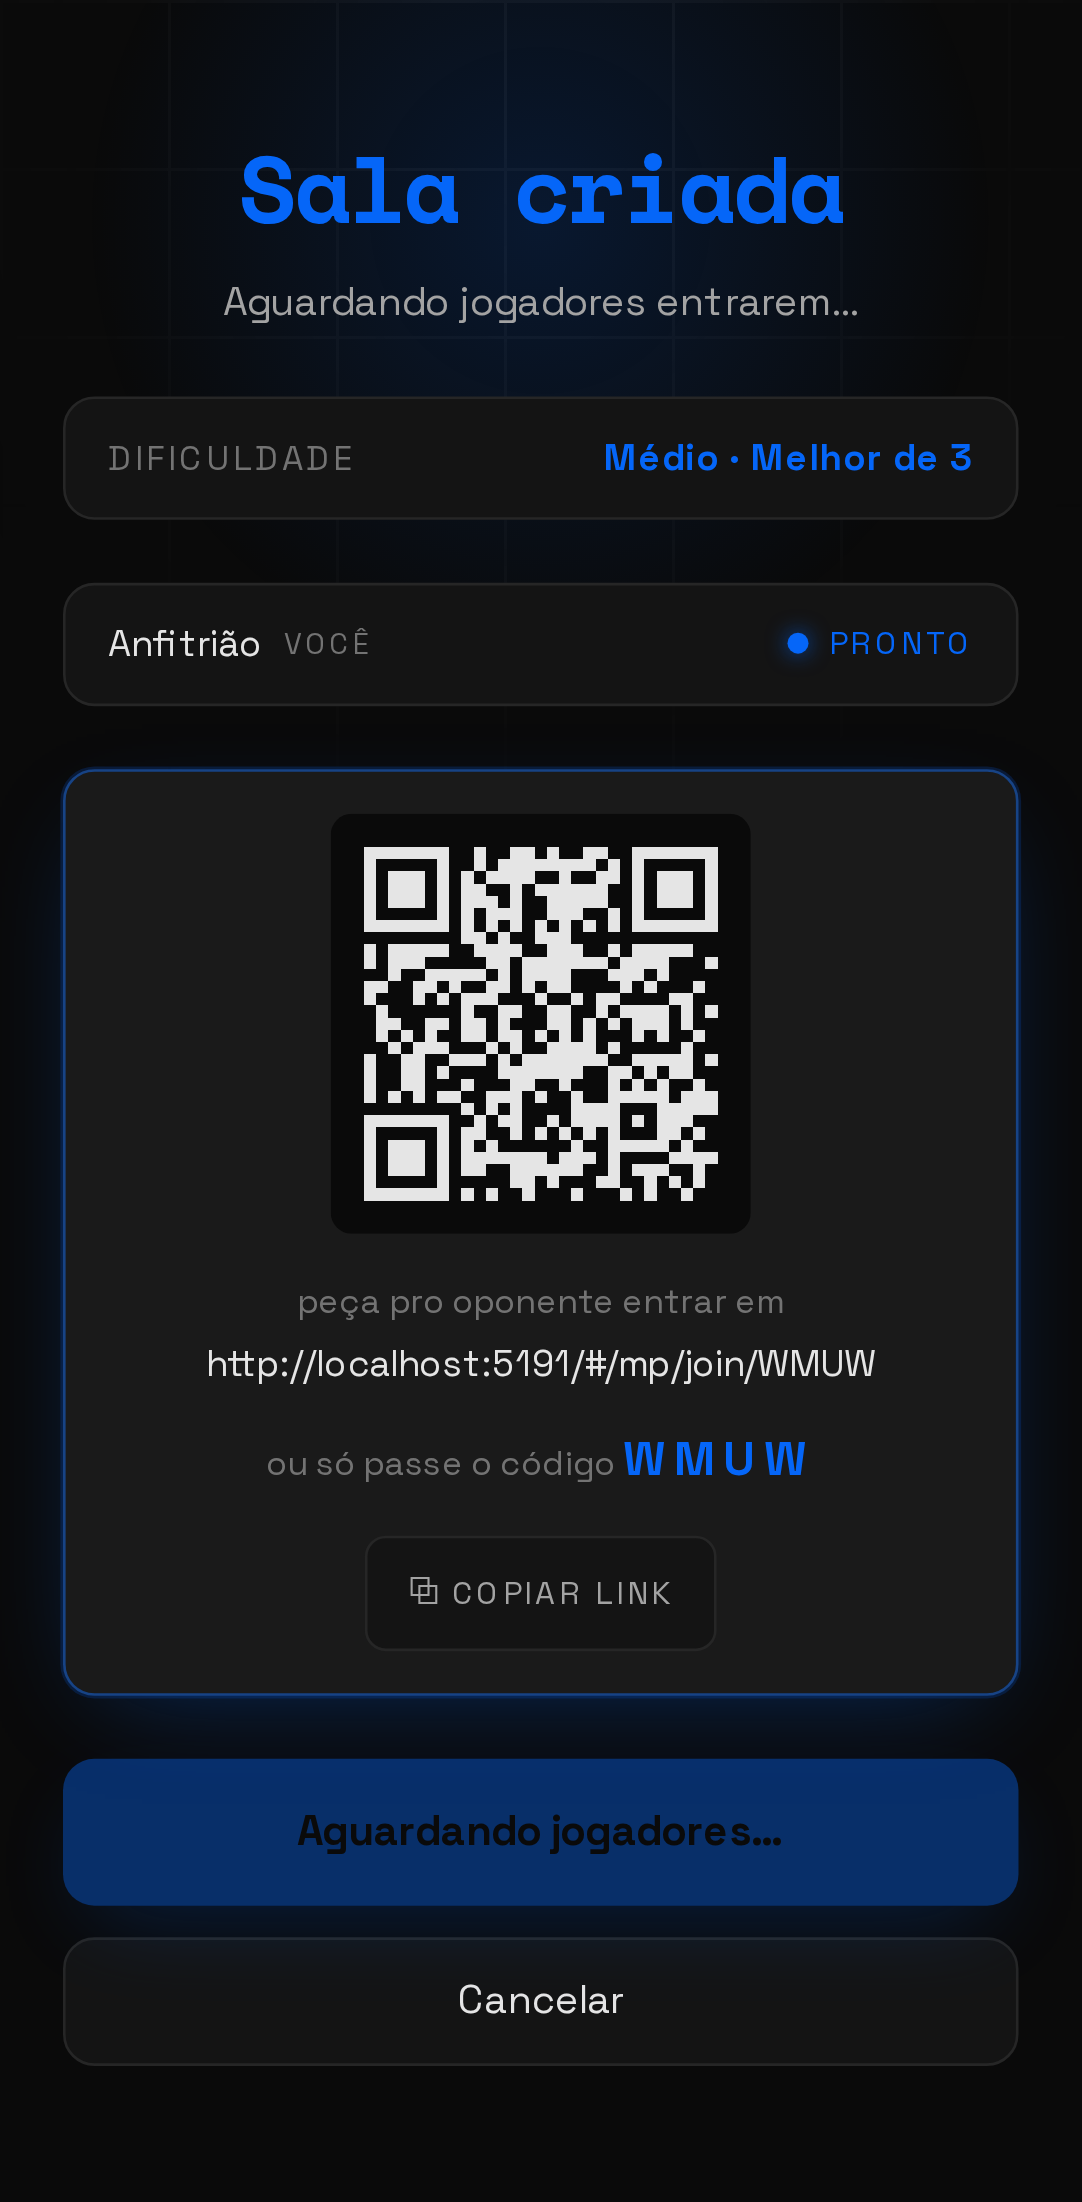 Sala criada
Aguardando jogadores entrarem...
DIFICULDADE Médio · Melhor de 3
Anfitrião VOCÊ PRONTO
peça pro oponente entrar em
http://localhost:5191/#/mp/join/WMUW
ou só passe o código WMUW
COPIAR LINK
Aguardando jogadores...
Cancelar